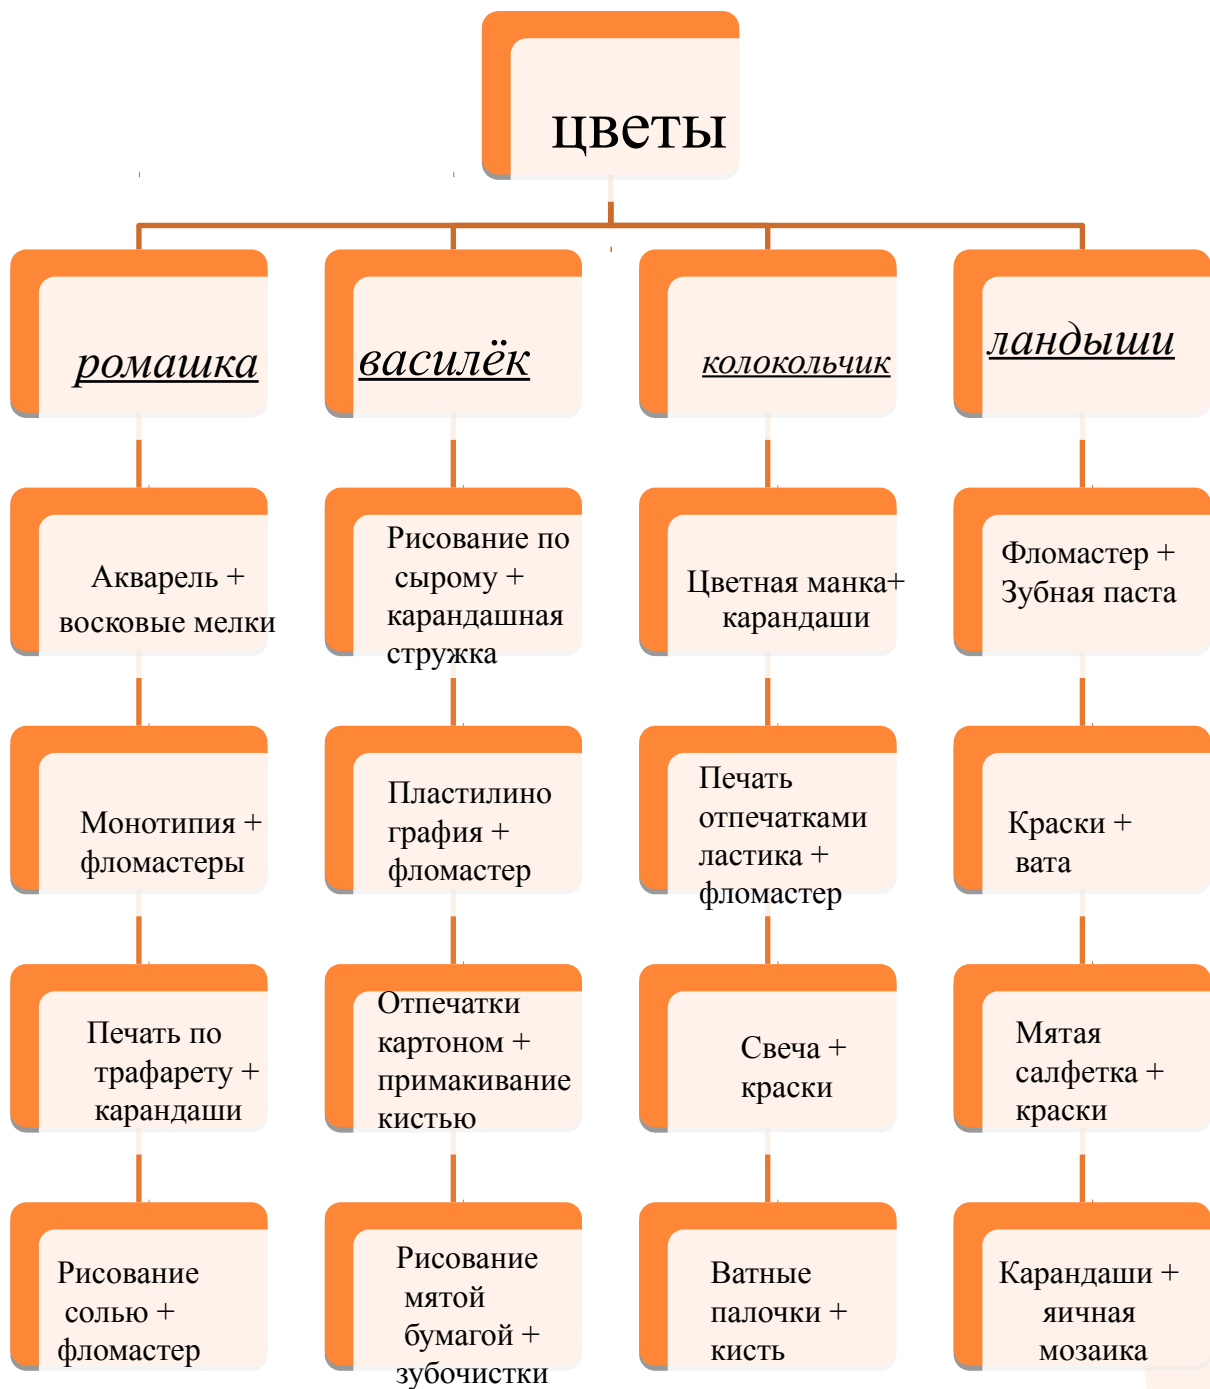 цветы
ромашка
василёк
колокольчик
ландыши
Акварель +
восковые мелки
Рисование по
сырому +
карандашная
стружка
Цветная манка+
карандаши
Фломастер +
Зубная паста
Монотипия +
фломастеры
Пластилино
графия +
фломастер
Печать
отпечатками
ластика +
фломастер
Краски +
вата
Печать по
трафарету +
карандаши
Отпечатки
картоном +
примакивание
кистью
Свеча +
краски
Мятая
салфетка +
краски
Рисование
солью +
фломастер
Рисование
мятой
бумагой +
зубочистки
Ватные
палочки +
кисть
Карандаши +
яичная
мозаика